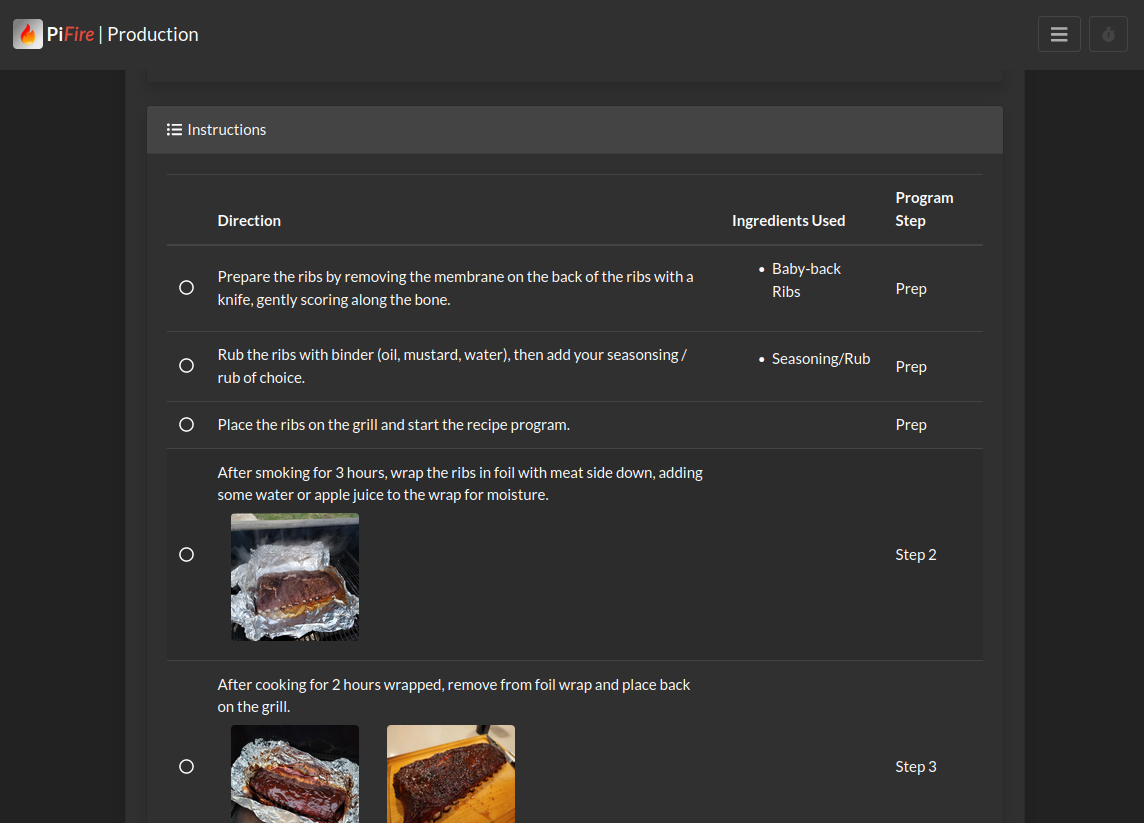 PiFire | Production
Instructions
Direction
Ingredients Used
Program
Step
Prepare the ribs by removing the membrane on the back of the ribs with a
knife, gently scoring along the bone.
• Baby-back
Ribs
Prep
Rub the ribs with binder (oil, mustard, water), then add your seasonsing /
rub of choice.
• Seasoning/Rub
Prep
Place the ribs on the grill and start the recipe program.
Prep
After smoking for 3 hours, wrap the ribs in foil with meat side down, adding
some water or apple juice to the wrap for moisture.
Step 2
After cooking for 2 hours wrapped, remove from foil wrap and place back
on the grill.
Step 3